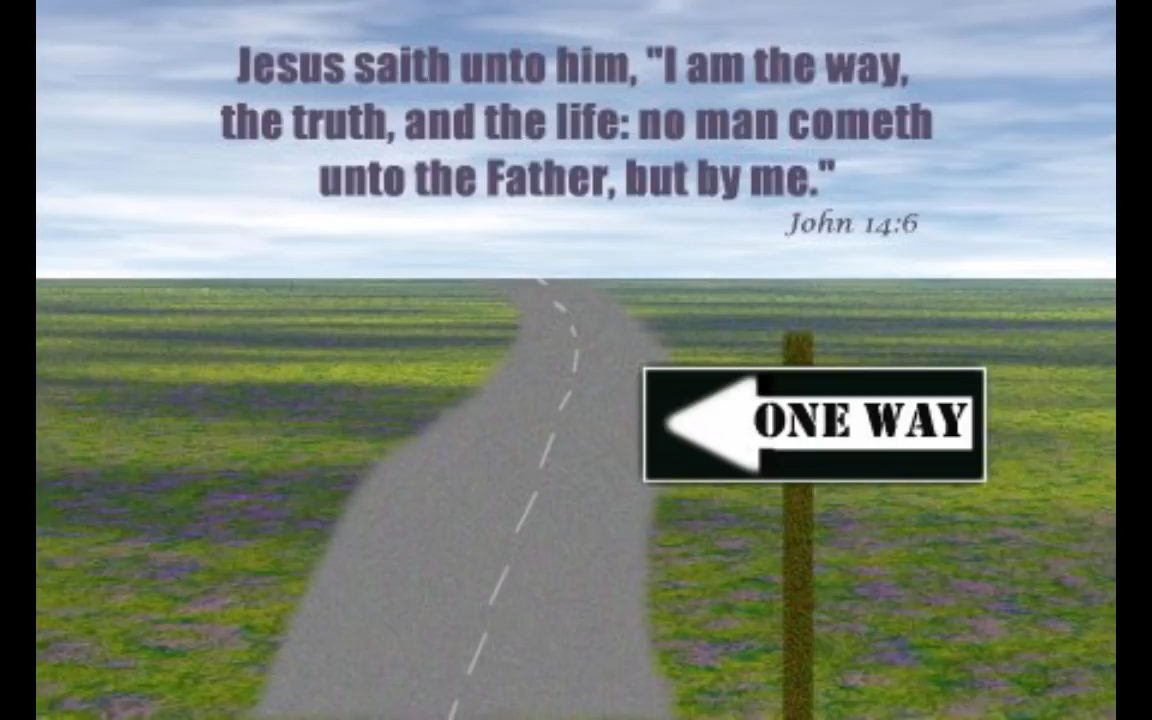 Jesus saith unto him, "I am the way,
the truth, and the life: no man cometh
unto the Father, but by me."
John 14:6
ONE WAY